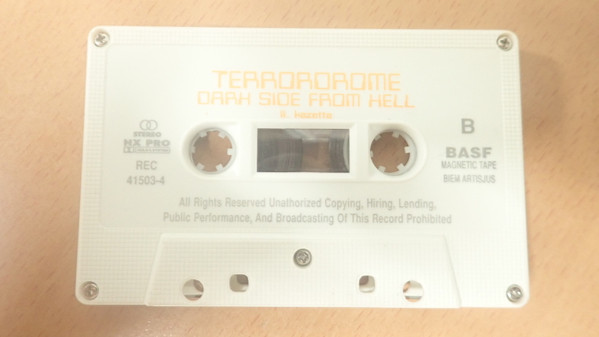 TERRORDROME
DARK SIDE FROM HELL
B. kazetta
STEREO
NX PRO
REC
41503-4
B
BASF
MAGNETIC TAPE
BIEM ARTISJUS
All Rights Reserved Unathorized Copying, Hiring, Lending,
Public Performance, And Broadcasting Of This Record Prohibited